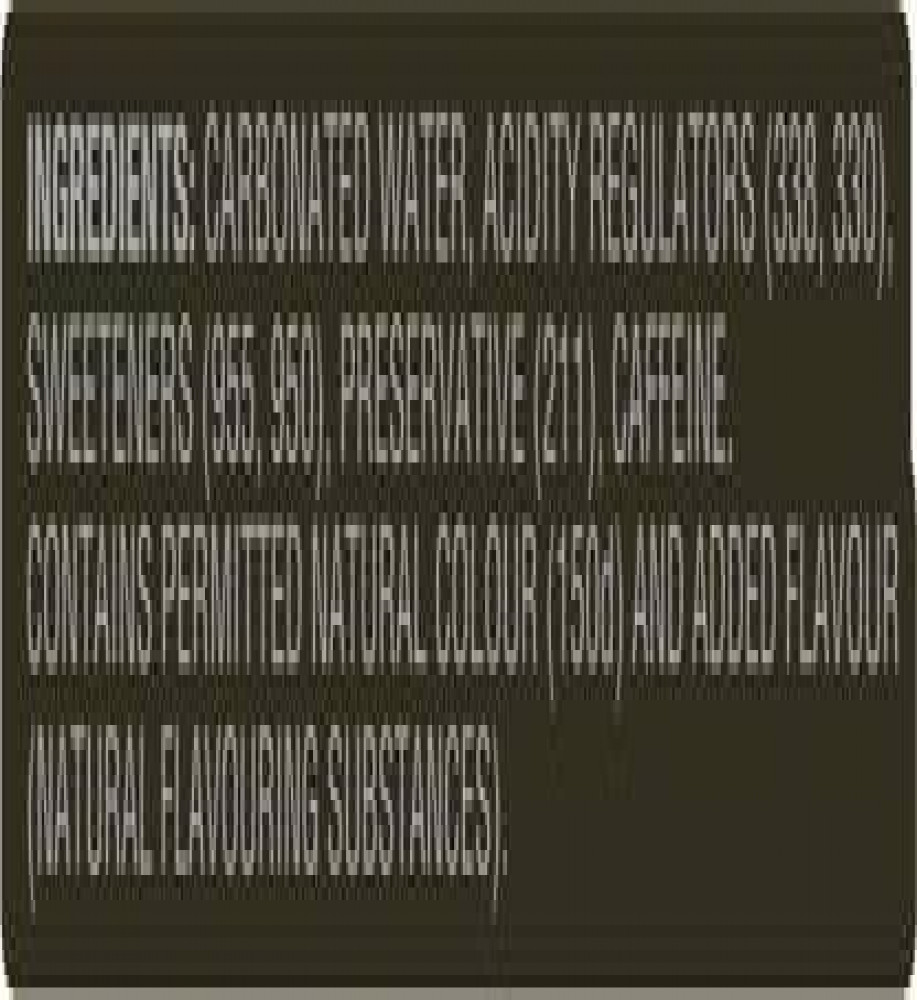 INGREDIENTS: CARBONATED WATER, ACIDITY REGULATORS (338, 330),
SWEETENERS (955, 950), PRESERVATIVE (211), CAFFEINE.
CONTAINS PERMITTED NATURAL COLOUR (150d) AND ADDED FLAVOUR
(NATURAL FLAVOURING SUBSTANCES).